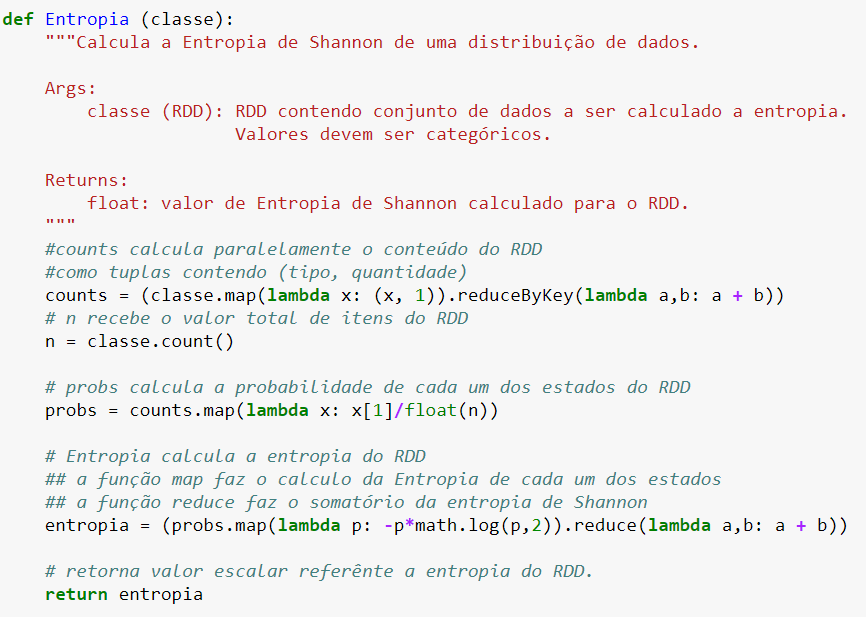 def Entropia (classe):
    """Calcula a Entropia de Shannon de uma distribuição de dados.

    Args:
        classe (RDD): RDD contendo conjunto de dados a ser calculado a entropia.
                      Valores devem ser categóricos.

    Returns:
        float: valor de Entropia de Shannon calculado para o RDD.
    """
    #counts calcula paralelamente o conteúdo do RDD
    #como tuplas contendo (tipo, quantidade)
    counts = (classe.map(lambda x: (x, 1)).reduceByKey(lambda a,b: a + b))
    # n recebe o valor total de itens do RDD
    n = classe.count()

    # probs calcula a probabilidade de cada um dos estados do RDD
    probs = counts.map(lambda x: x[1]/float(n))

    # Entropia calcula a entropia do RDD
    ## a função map faz o calculo da Entropia de cada um dos estados
    ## a função reduce faz o somatório da entropia de Shannon
    entropia = (probs.map(lambda p: -p*math.log(p,2)).reduce(lambda a,b: a + b))

    # retorna valor escalar referênte a entropia do RDD.
    return entropia